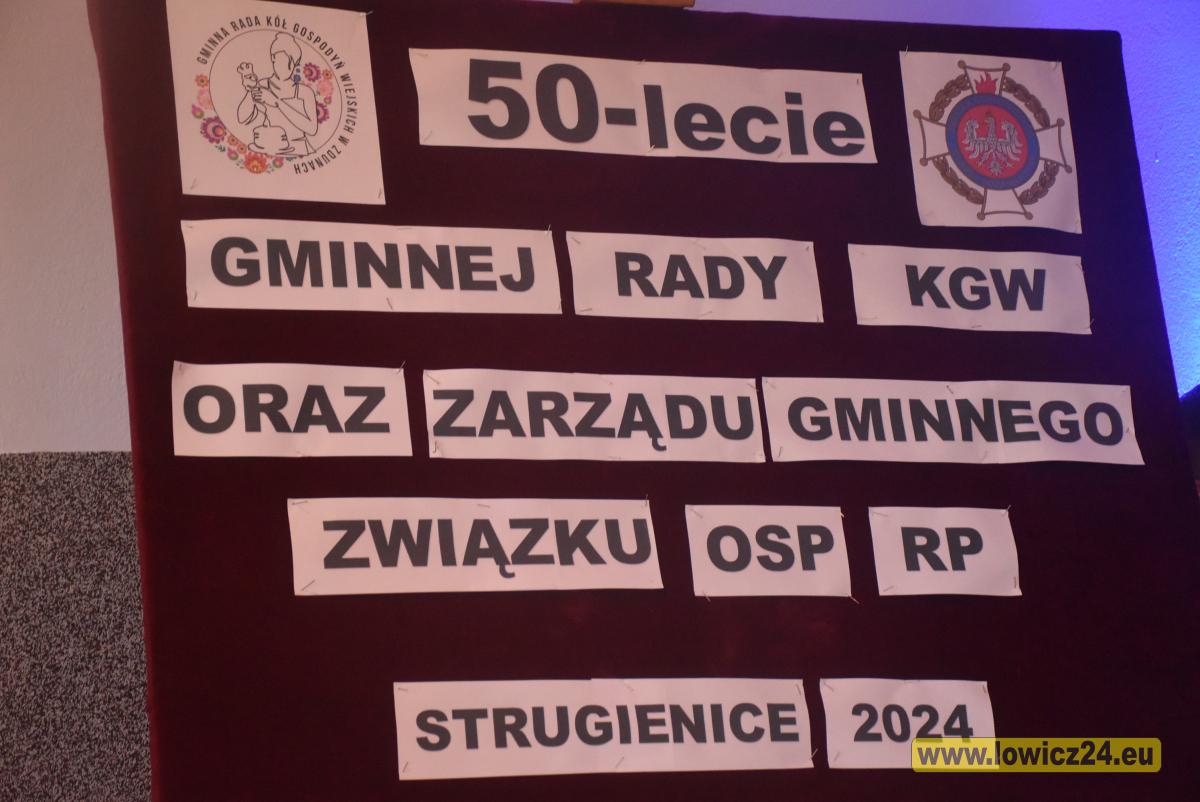 GMINNA RADA KÓŁ GOSPODYŃ WIEJSKICH W ZDUNACH
50-lecie
GMINNEJ RADY KGW
ORAZ ZARZĄDU GMINNEGO
ZWIĄZKU OSP RP
STRUGIENICE 2024
www.lowicz24.eu